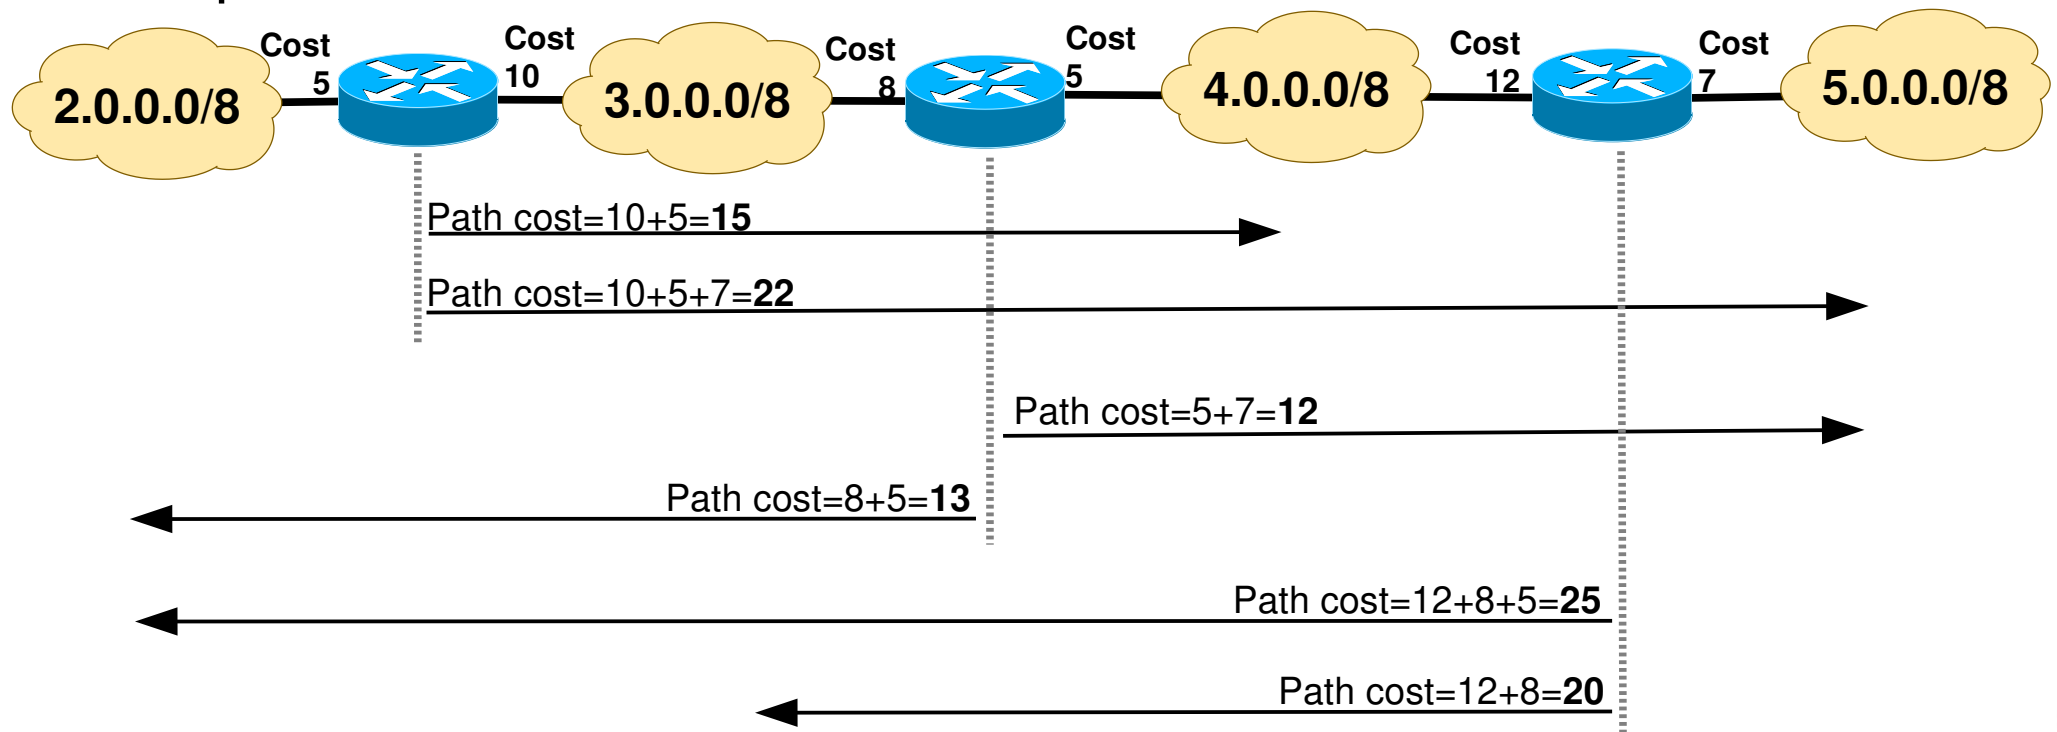 Cost
5
Cost
10
Cost
8
Cost
5
Cost
12
Cost
7
2.0.0.0/8
3.0.0.0/8
4.0.0.0/8
5.0.0.0/8
Path cost=10+5=15
Path cost=10+5+7=22
Path cost=5+7=12
Path cost=8+5=13
Path cost=12+8+5=25
Path cost=12+8=20